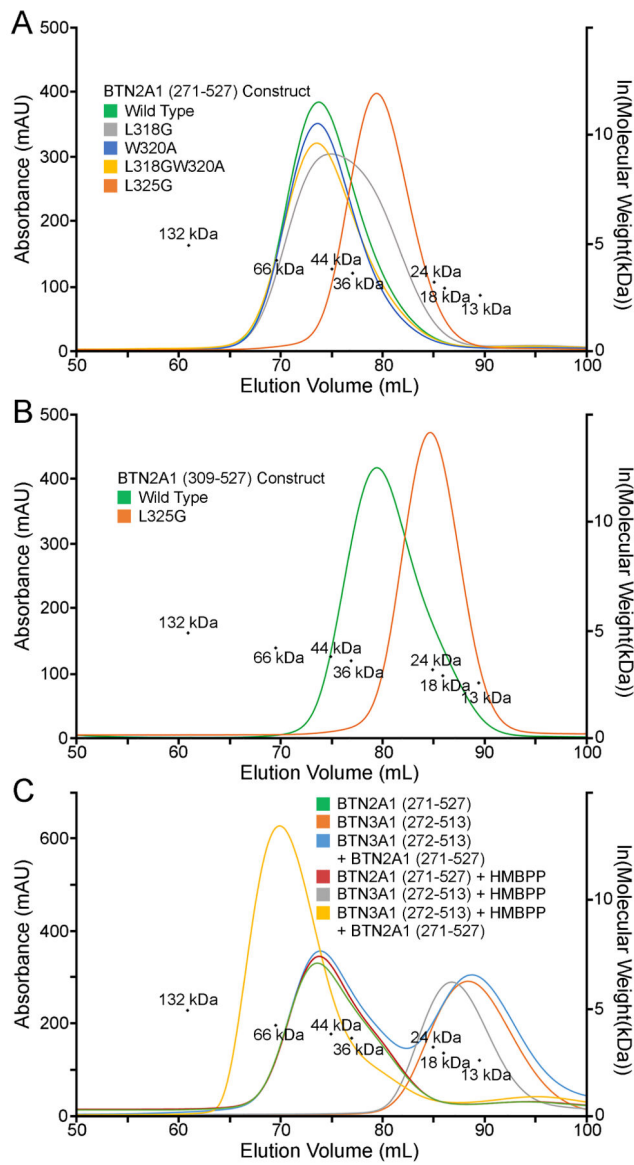 A
500
400
300
200
100
0
Absorbance (mAU)
BTN2A1 (271-527) Construct
Wild Type
L318G
W320A
L318GW320A
L325G
132 kDa
66 kDa
44 kDa
36 kDa
24 kDa
18 kDa
13 kDa
10
5
0
ln(Molecular Weight(kDa))
50 60 70 80 90 100
Elution Volume (mL)
B
500
400
300
200
100
0
Absorbance (mAU)
BTN2A1 (309-527) Construct
Wild Type
L325G
132 kDa
66 kDa
44 kDa
36 kDa
24 kDa
18 kDa
13 kDa
10
5
0
ln(Molecular Weight(kDa))
50 60 70 80 90 100
Elution Volume (mL)
C
600
400
200
0
Absorbance (mAU)
BTN2A1 (271-527)
BTN3A1 (272-513)
BTN3A1 (272-513)
+ BTN2A1 (271-527)
BTN2A1 (271-527) + HMBPP
BTN3A1 (272-513) + HMBPP
BTN3A1 (272-513) + HMBPP
+ BTN2A1 (271-527)
132 kDa
66 kDa
44 kDa
36 kDa
24 kDa
18 kDa
13 kDa
10
5
0
ln(Molecular Weight(kDa))
50 60 70 80 90 100
Elution Volume (mL)